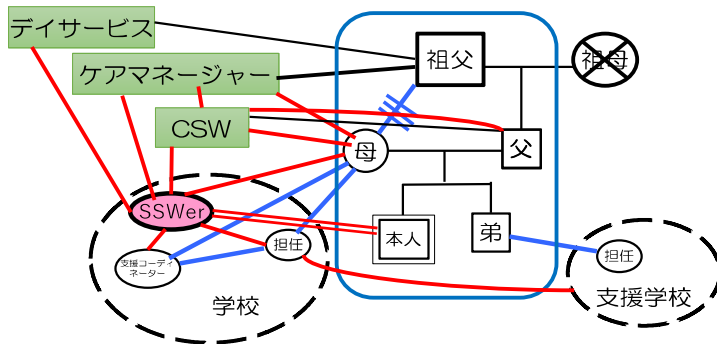 デイサービス
祖父
祖母
ケアマネージャー
CSW
母
父
SSWer
担任
本人
弟
支援コーディ
ネーター
担任
学校
支援学校